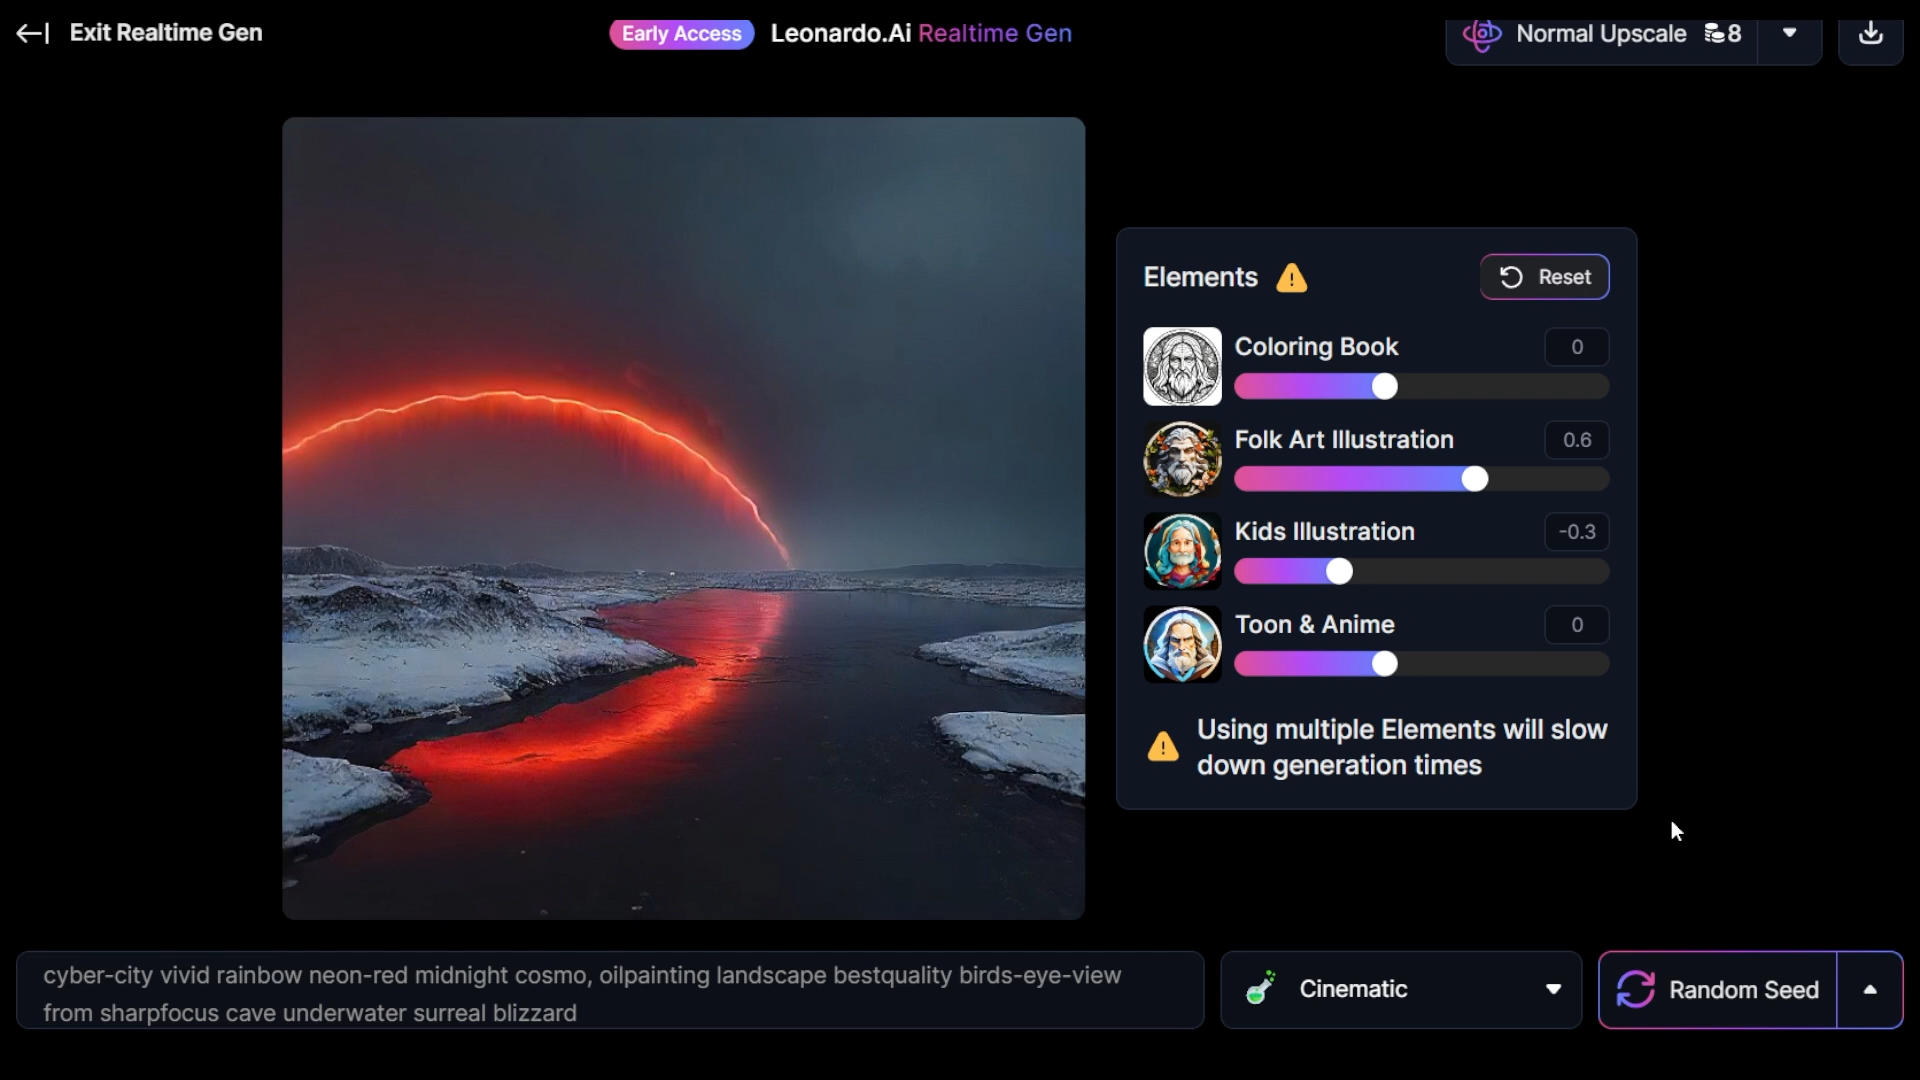 Exit Realtime Gen
Early Access
Leonardo.Ai Realtime Gen
Normal Upscale 8
Elements
Reset
Coloring Book
0
Folk Art Illustration
0.6
Kids Illustration
-0.3
Toon & Anime
0
Using multiple Elements will slow
down generation times
cyber-city vivid rainbow neon-red midnight cosmo, oilpainting landscape bestquality birds-eye-view
from sharpfocus cave underwater surreal blizzard
Cinematic
Random Seed